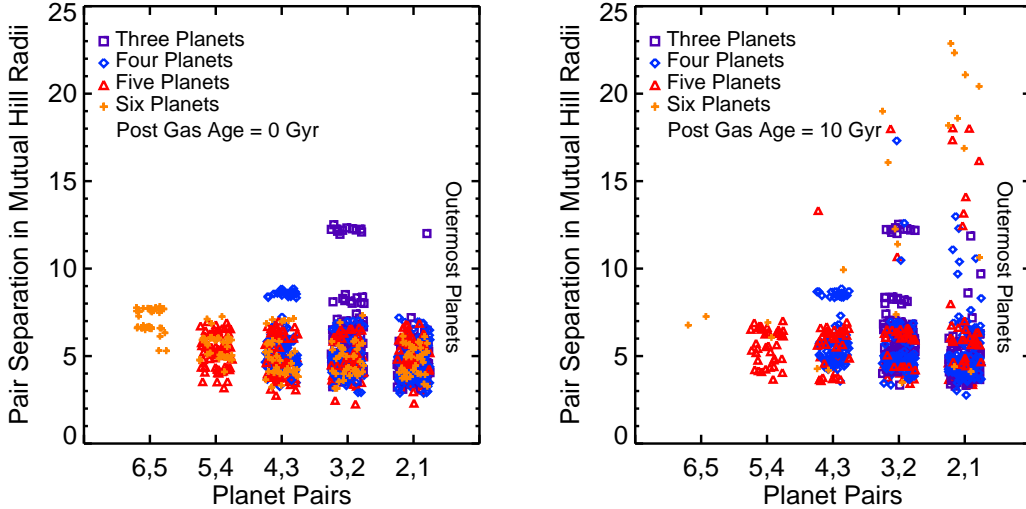 25
20
15
10
5
0
Pair Separation in Mutual Hill Radii
Three Planets
Four Planets
Five Planets
Six Planets
Post Gas Age = 0 Gyr
Outermost Planets
6,5 5,4 4,3 3,2 2,1
Planet Pairs
25
20
15
10
5
0
Pair Separation in Mutual Hill Radii
Three Planets
Four Planets
Five Planets
Six Planets
Post Gas Age = 10 Gyr
Outermost Planets
6,5 5,4 4,3 3,2 2,1
Planet Pairs